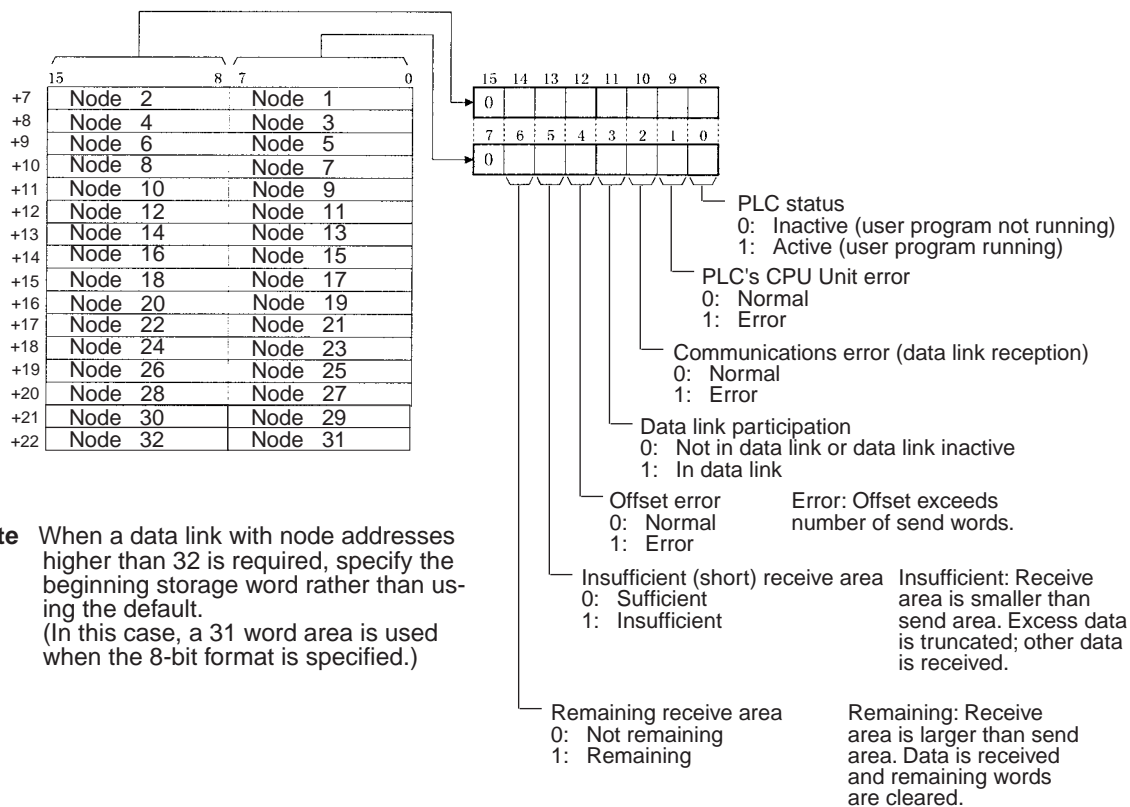 15 8 7 0
+7 Node 2 Node 1
+8 Node 4 Node 3
+9 Node 6 Node 5
+10 Node 8 Node 7
+11 Node 10 Node 9
+12 Node 12 Node 11
+13 Node 14 Node 13
+14 Node 16 Node 15
+15 Node 18 Node 17
+16 Node 20 Node 19
+17 Node 22 Node 21
+18 Node 24 Node 23
+19 Node 26 Node 25
+20 Node 28 Node 27
+21 Node 30 Node 29
+22 Node 32 Node 31
15 14 13 12 11 10 9 8
0
7 6 5 4 3 2 1 0
0
PLC status
0: Inactive (user program not running)
1: Active (user program running)
PLC's CPU Unit error
0: Normal
1: Error
Communications error (data link reception)
0: Normal
1: Error
Data link participation
0: Not in data link or data link inactive
1: In data link
Offset error
0: Normal
1: Error
Error: Offset exceeds
number of send words.
Insufficient (short) receive area
0: Sufficient
1: Insufficient
Insufficient: Receive
area is smaller than
send area. Excess data
is truncated; other data
is received.
Remaining receive area
0: Not remaining
1: Remaining
Remaining: Receive
area is larger than send
area. Data is received
and remaining words
are cleared.
te When a data link with node addresses
higher than 32 is required, specify the
beginning storage word rather than us-
ing the default.
(In this case, a 31 word area is used
when the 8-bit format is specified.)